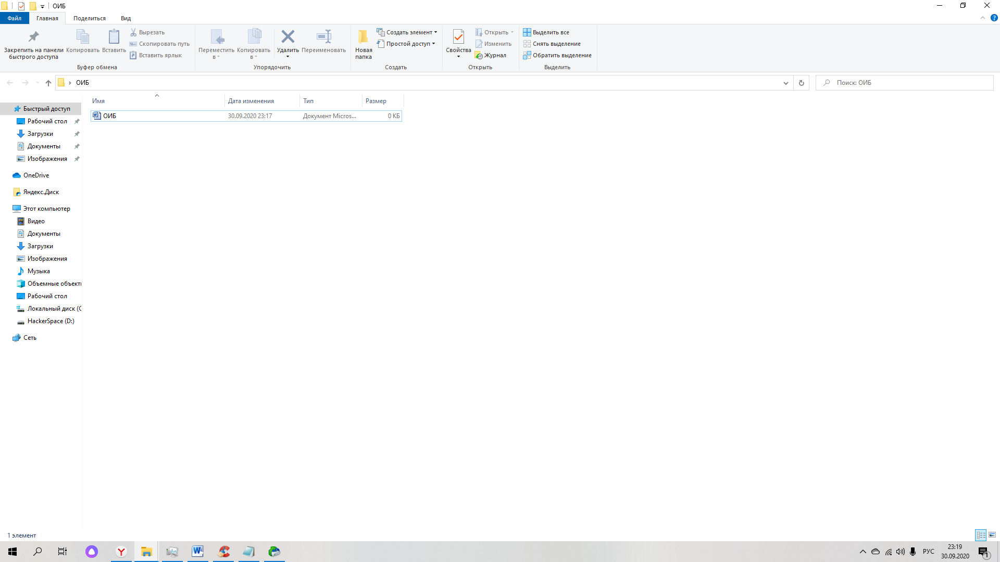 ОИБ
Файл Главная Поделиться Вид
Закрепить на панели быстрого доступа
Копировать
Вставить
Вырезать
Скопировать путь
Вставить ярлык
Буфер обмена
Переместить в
Копировать в
Удалить
Переименовать
Упорядочить
Новая папка
Создать элемент
Простой доступ
Создать
Свойства
Открыть
Изменить
Журнал
Открыть
Выделить все
Снять выделение
Обратить выделение
Выделить
ОИБ
Поиск: ОИБ
Имя Дата изменения Тип Размер
ОИБ 30.09.2020 23:17 Документ Micros... 0 КБ
Быстрый доступ
Рабочий стол
Загрузки
Документы
Изображения
OneDrive
Яндекс.Диск
Этот компьютер
Видео
Документы
Загрузки
Изображения
Музыка
Объемные объекты
Рабочий стол
Локальный диск (C
HackerSpace (D:)
Сеть
1 элемент
РУС
23:19
30.09.2020
1